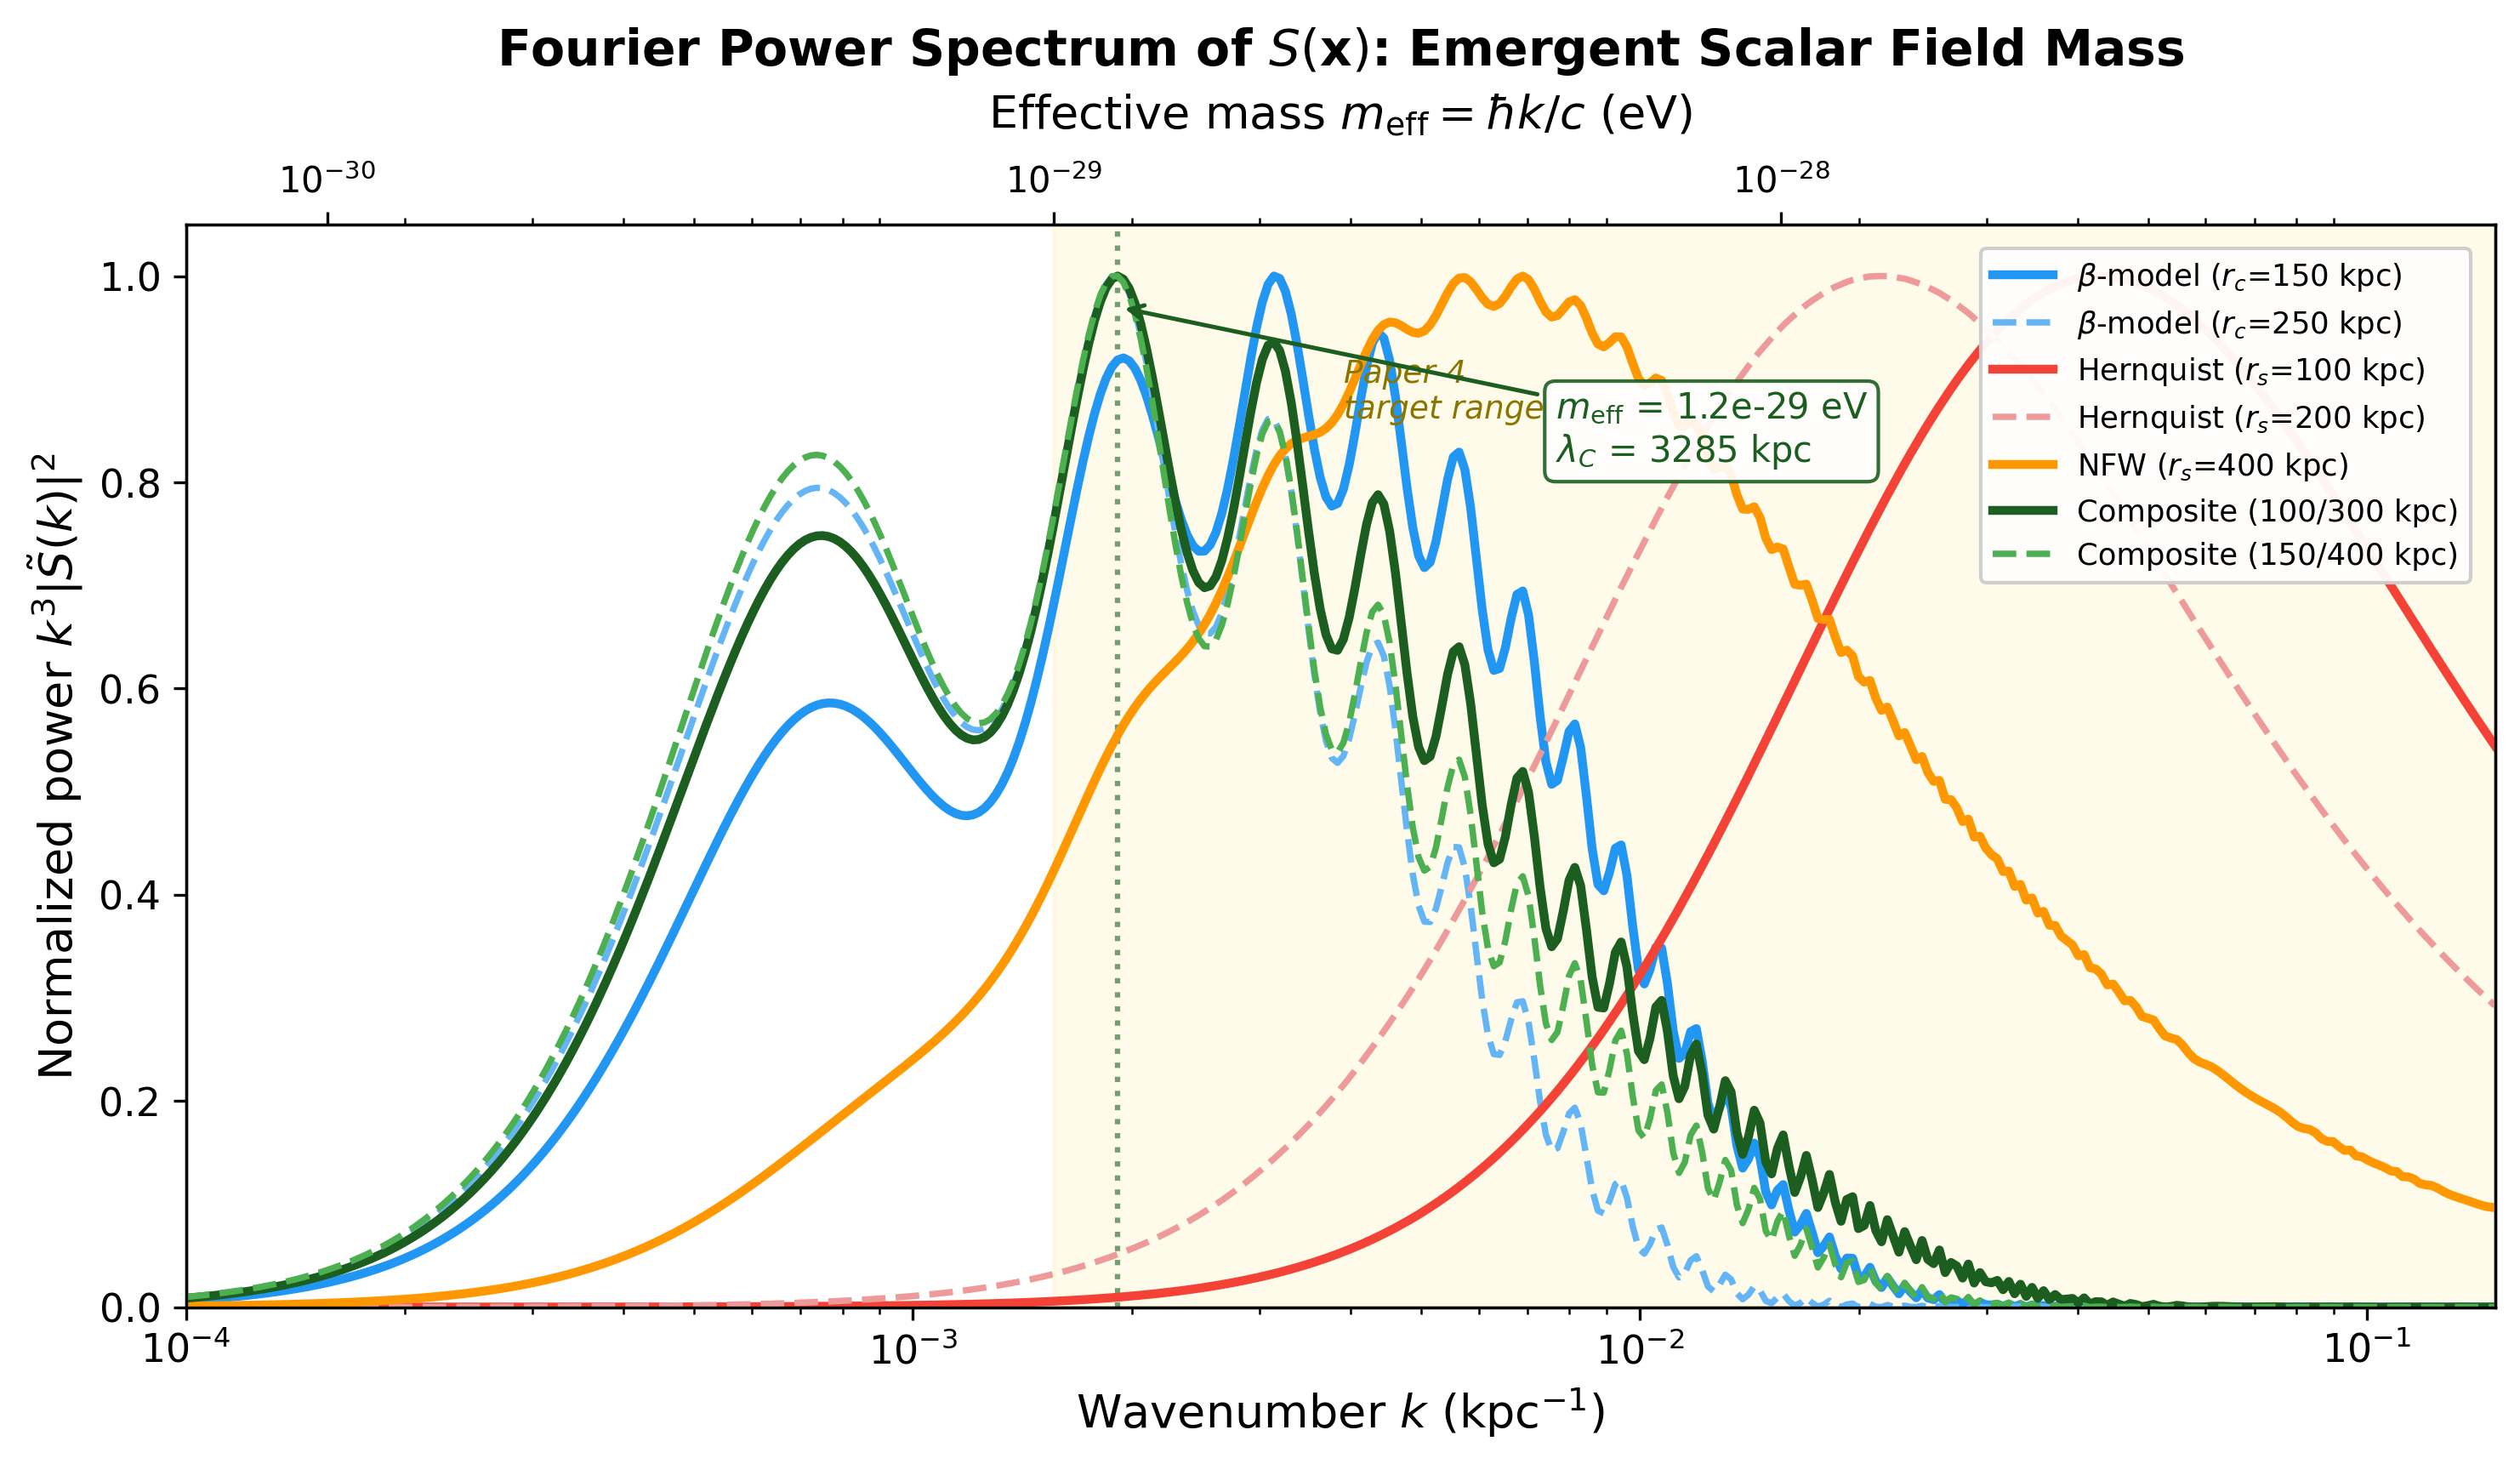 Fourier Power Spectrum of S(x): Emergent Scalar Field Mass
Effective mass m_eff = ℏk/c (eV)
10⁻³⁰ 10⁻²⁹ 10⁻²⁸
Normalized power k³|S̃(k)|²
1.0
0.8
0.6
0.4
0.2
0.0
Paper 4
target range
m_eff = 1.2e-29 eV
λ_C = 3285 kpc
β-model (r_c=150 kpc)
β-model (r_c=250 kpc)
Hernquist (r_s=100 kpc)
Hernquist (r_s=200 kpc)
NFW (r_s=400 kpc)
Composite (100/300 kpc)
Composite (150/400 kpc)
10⁻⁴ 10⁻³ 10⁻² 10⁻¹
Wavenumber k (kpc⁻¹)